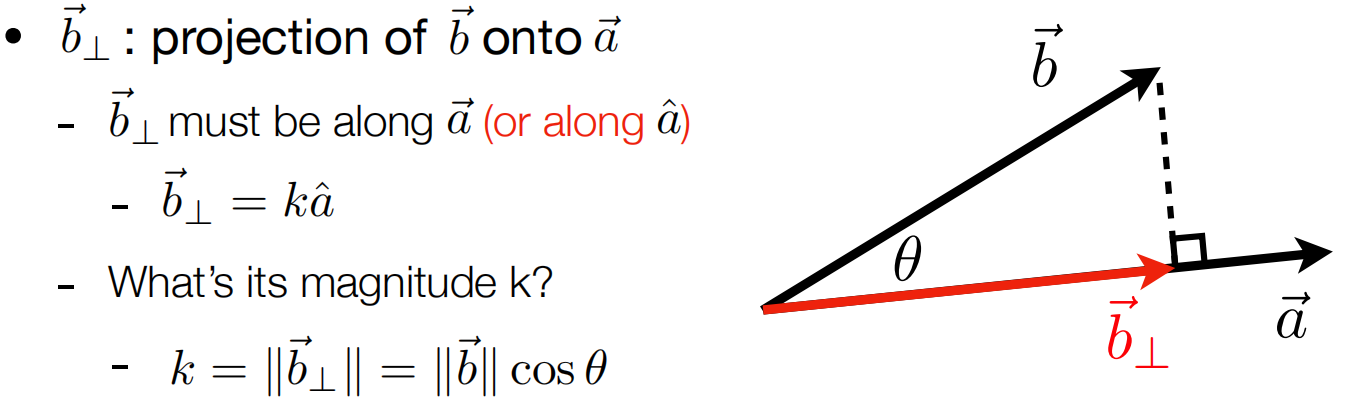 • $\vec{b}_\perp$ : projection of $\vec{b}$ onto $\vec{a}$
- $\vec{b}_\perp$ must be along $\vec{a}$ (or along $\hat{a}$)
- $\vec{b}_\perp = k\hat{a}$
- What's its magnitude k?
- $k = \|\vec{b}_\perp\| = \|\vec{b}\| \cos\theta$
$\vec{b}$
$\theta$
$\vec{b}_\perp$
$\vec{a}$